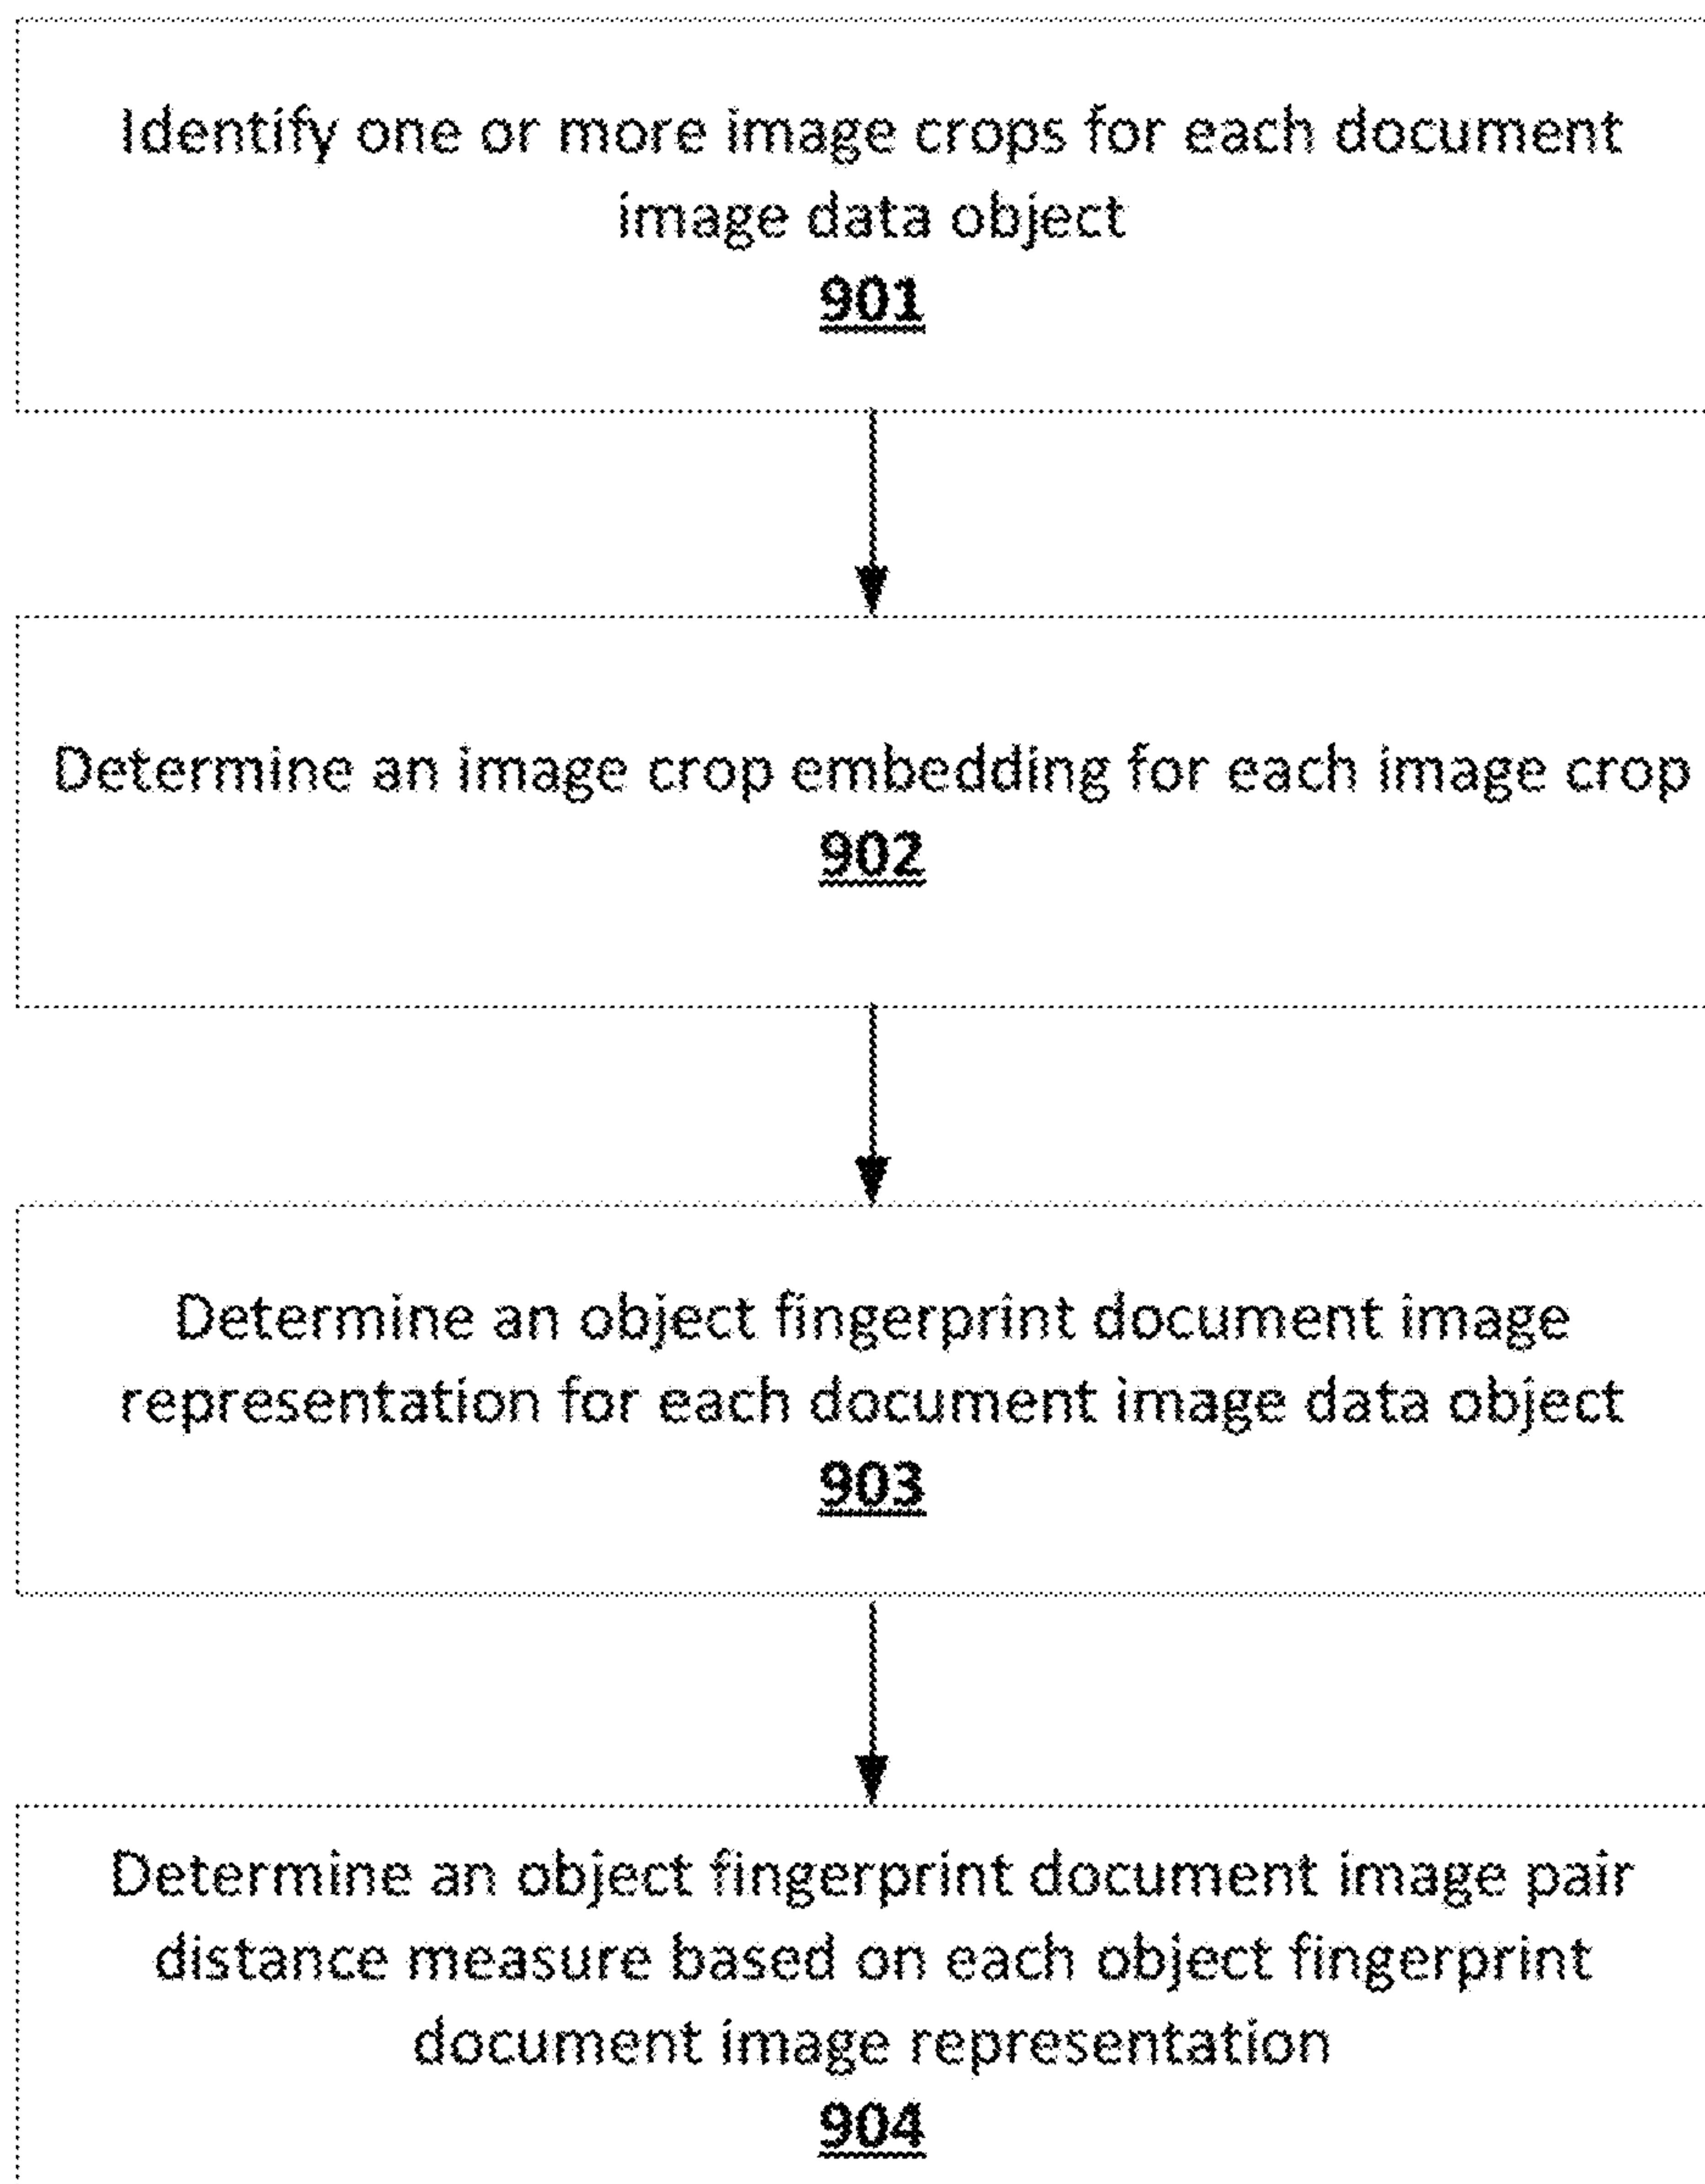 Identify one or more image crops for each document
image data object
901
Determine an image crop embedding for each image crop
902
Determine an object fingerprint document image
representation for each document image data object
903
Determine an object fingerprint document image pair
distance measure based on each object fingerprint
document image representation
904